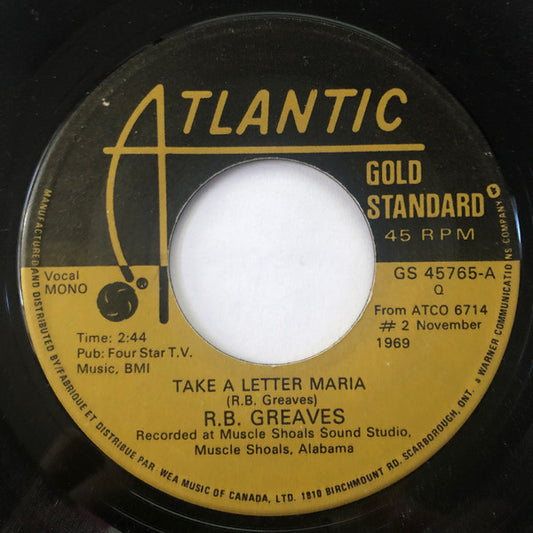 ATLANTIC
GOLD
STANDARD
45 RPM
Vocal
MONO
GS 45765-A
Q
From ATCO 6714
# 2 November
1969
Time: 2:44
Pub: Four Star T.V.
Music, BMI
TAKE A LETTER MARIA
(R.B. Greaves)
R.B. GREAVES
Recorded at Muscle Shoals Sound Studio,
Muscle Shoals, Alabama
MANUFACTURED AND DISTRIBUTED BY/FABRIQUE ET DISTRIBUE PAR WEA MUSIC OF CANADA, LTD. 1810 BIRCHMOUNT RD, SCARBOROUGH, ONT. a WARNER COMMUNICATIONS COMPANY